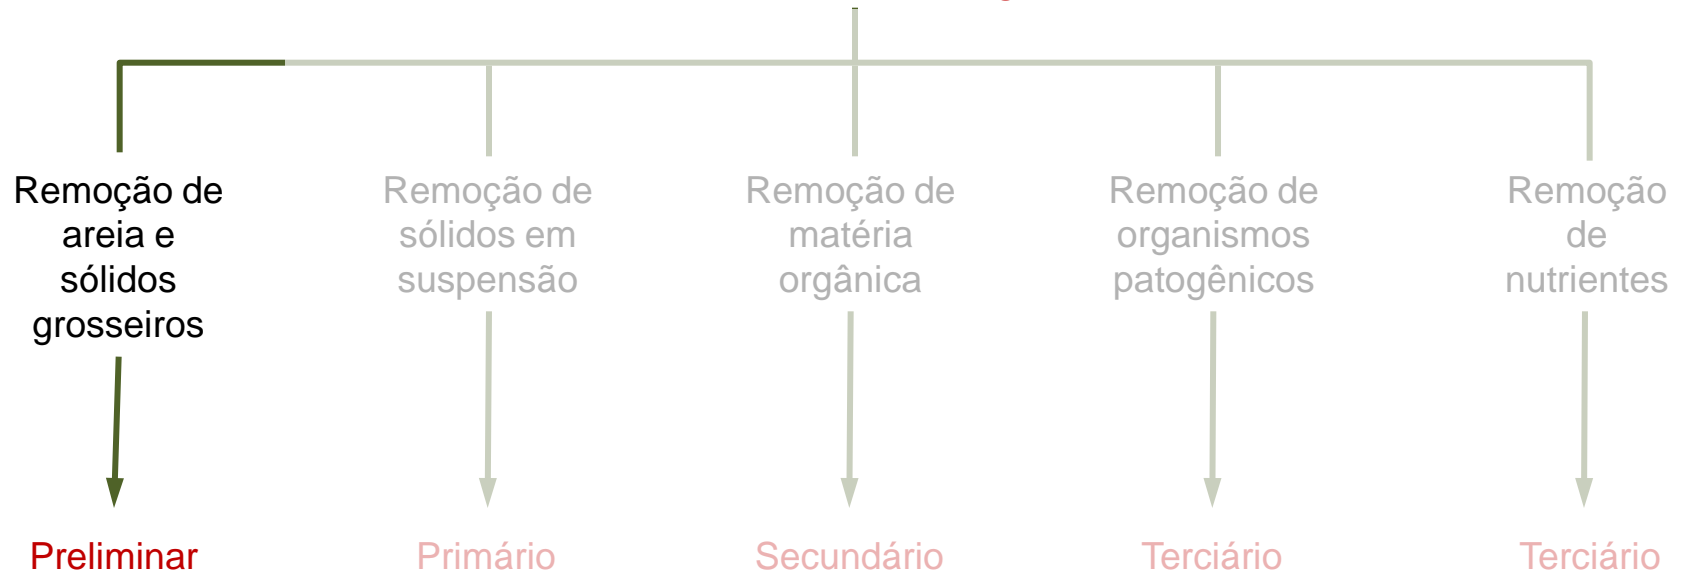 Remoção de
areia e
sólidos
grosseiros
Remoção de
sólidos em
suspensão
Remoção de
matéria
orgânica
Remoção de
organismos
patogênicos
Remoção
de
nutrientes
Preliminar
Primário
Secundário
Terciário
Terciário